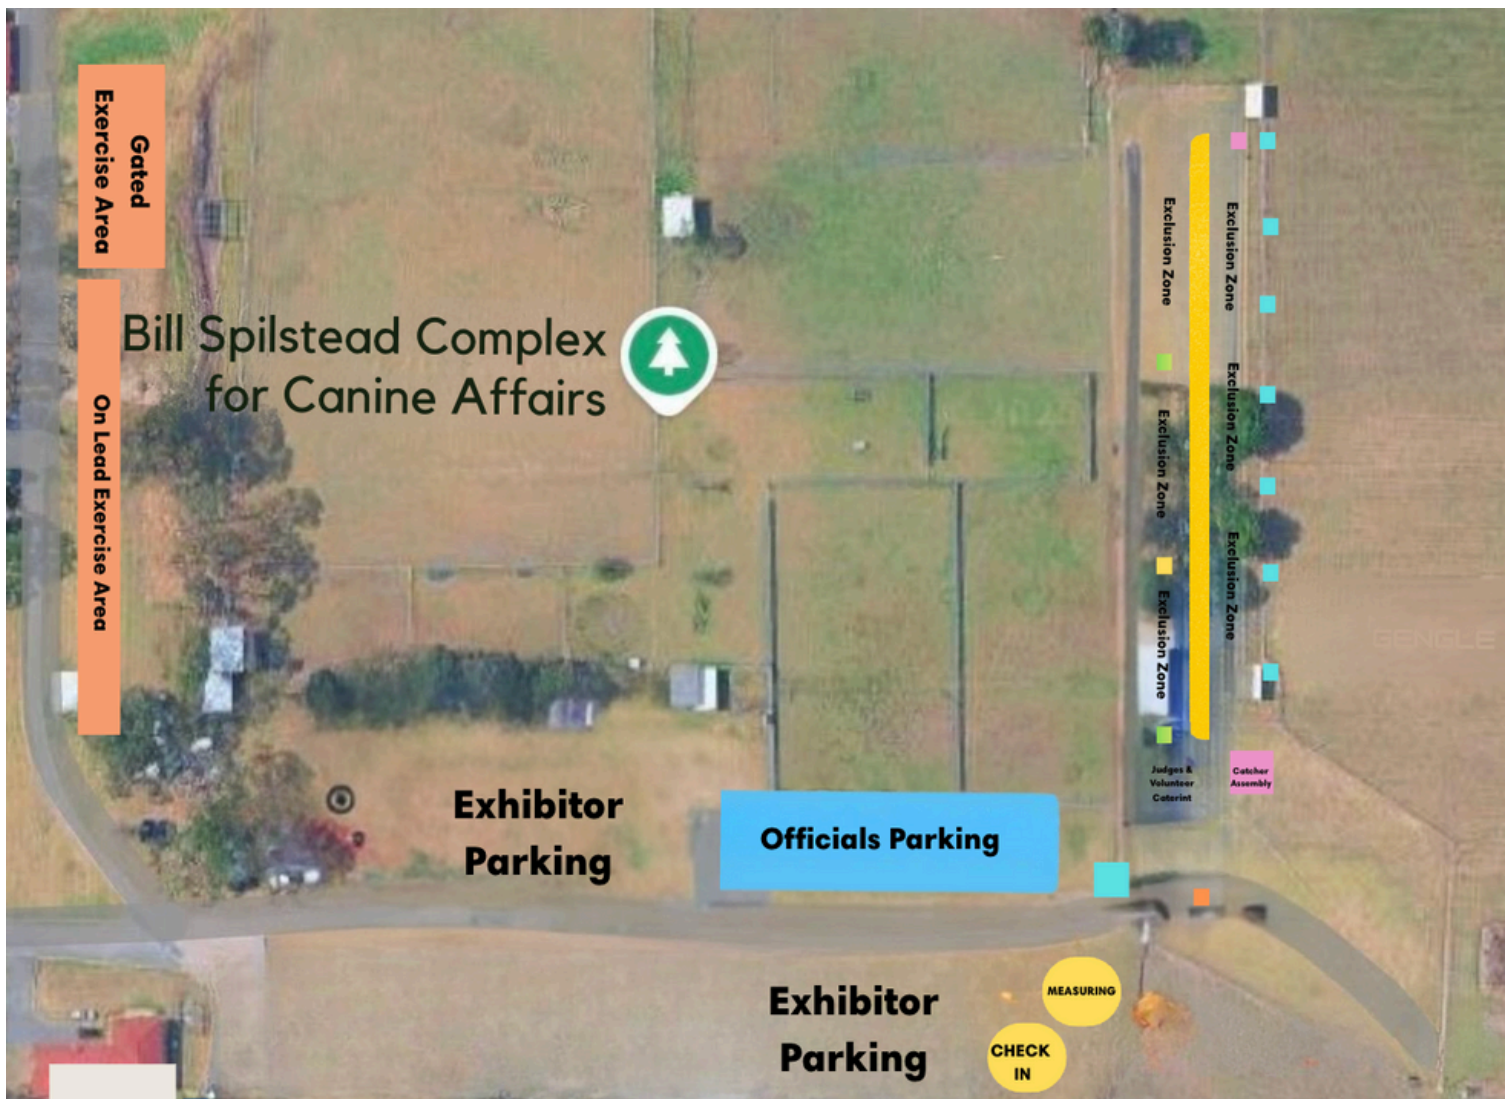 Gated
Exercise Area
On Lead Exercise Area
Bill Spilstead Complex
for Canine Affairs
Exclusion Zone
Exclusion Zone
Exclusion Zone
Exclusion Zone
Exclusion Zone
Exclusion Zone
Judges &
Volunteer
Caterint
Catcher
Assembly
Exhibitor
Parking
Officials Parking
Exhibitor
Parking
MEASURING
CHECK
IN